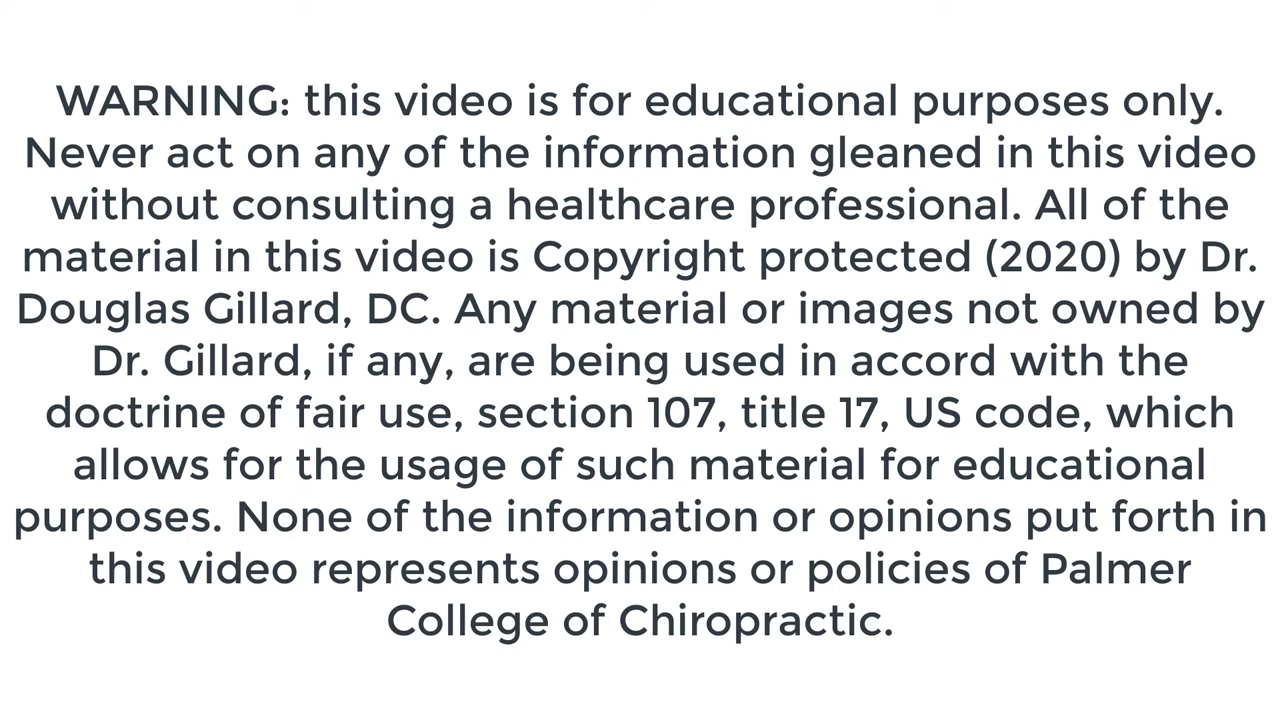 WARNING: this video is for educational purposes only.
Never act on any of the information gleaned in this video
without consulting a healthcare professional. All of the
material in this video is Copyright protected (2020) by Dr.
Douglas Gillard, DC. Any material or images not owned by
Dr. Gillard, if any, are being used in accord with the
doctrine of fair use, section 107, title 17, US code, which
allows for the usage of such material for educational
purposes. None of the information or opinions put forth in
this video represents opinions or policies of Palmer
College of Chiropractic.